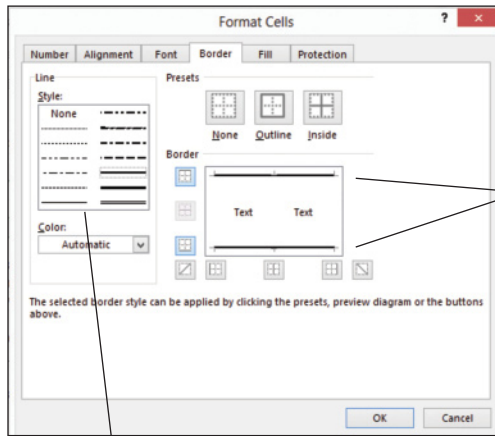 Format Cells
? ×
Number Alignment Font Border Fill Protection
Line
Style:
None
Color:
Automatic
Presets
None Outline Inside
Border
Text Text
The selected border style can be applied by clicking the presets, preview diagram or the buttons
above.
OK Cancel